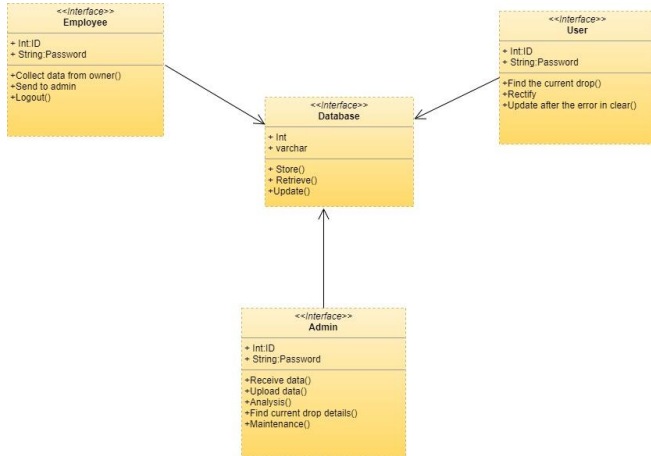 <<Interface>>
Employee
+ Int:ID
+ String:Password
+Collect data from owner()
+Send to admin
+Logout()
<<Interface>>
User
+ Int:ID
+ String:Password
+Find the current drop()
+Rectify
+Update after the error in clear()
<<Interface>>
Database
+ Int
+ varchar
+ Store()
+ Retrieve()
+Update()
<<Interface>>
Admin
+ Int:ID
+ String:Password
+Receive data()
+Upload data()
+Analysis()
+Find current drop details()
+Maintenance()